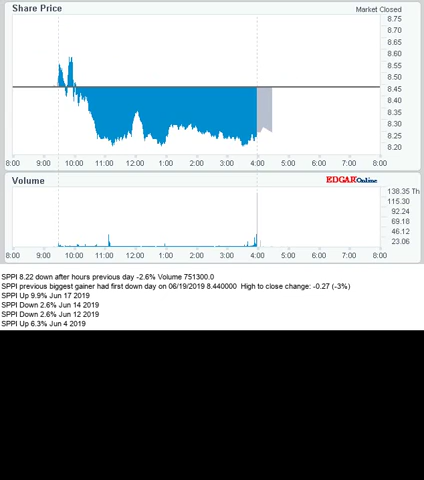 Share Price
Market Closed
8.75
8.70
8.65
8.60
8.55
8.50
8.45
8.40
8.35
8.30
8.25
8.20
8:00 9:00 10:00 11:00 12:00 1:00 2:00 3:00 4:00 5:00 6:00 7:00 8:00
Volume
EDGAROnline
138.35 Th
115.30
92.24
69.18
46.12
23.06
8:00 9:00 10:00 11:00 12:00 1:00 2:00 3:00 4:00 5:00 6:00 7:00 8:00
SPPI 8.22 down after hours previous day -2.6% Volume 751300.0
SPPI previous biggest gainer had first down day on 06/19/2019 8.440000 High to close change: -0.27 (-3%)
SPPI Up 9.9% Jun 17 2019
SPPI Down 2.6% Jun 14 2019
SPPI Down 2.6% Jun 12 2019
SPPI Up 6.3% Jun 4 2019